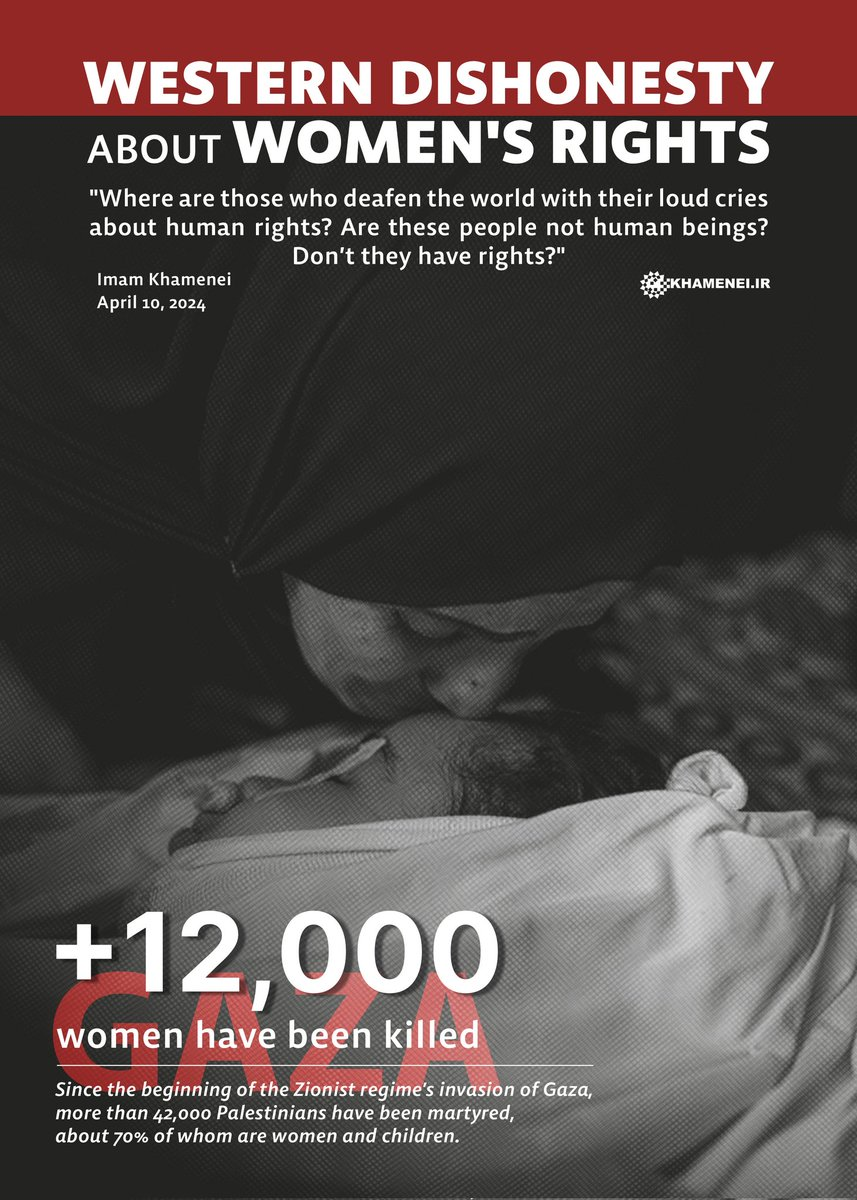 WESTERN DISHONESTY
ABOUT WOMEN'S RIGHTS
"Where are those who deafen the world with their loud cries
about human rights? Are these people not human beings?
Don’t they have rights?"
Imam Khamenei
April 10, 2024
KHAMENEI.IR
+12,000
GAZA
women have been killed
Since the beginning of the Zionist regime’s invasion of Gaza,
more than 42,000 Palestinians have been martyred,
about 70% of whom are women and children.